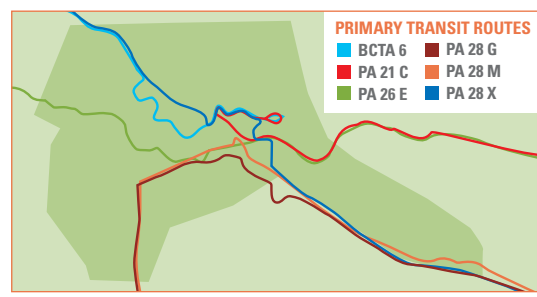 PRIMARY TRANSIT ROUTES
BCTA 6 PA 28 G
PA 21 C PA 28 M
PA 26 E PA 28 X